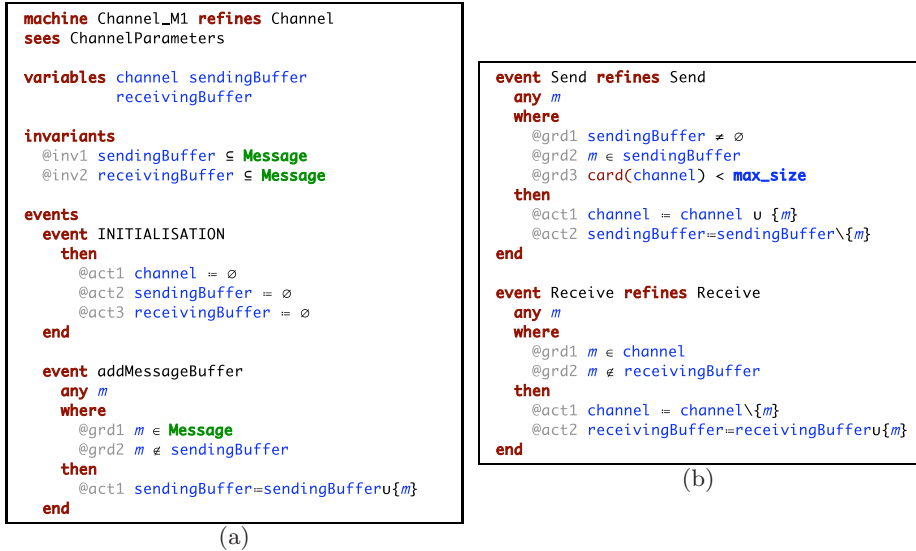 machine Channel_M1 refines Channel
sees ChannelParameters
variables channel sendingBuffer
receivingBuffer
invariants
@inv1 sendingBuffer ⊆ Message
@inv2 receivingBuffer ⊆ Message
events
event INITIALISATION
then
@act1 channel ≔ ∅
@act2 sendingBuffer ≔ ∅
@act3 receivingBuffer ≔ ∅
end
event addMessageBuffer
any m
where
@grd1 m ∈ Message
@grd2 m ∉ sendingBuffer
then
@act1 sendingBuffer≔sendingBuffer∪{m}
end
(a)
event Send refines Send
any m
where
@grd1 sendingBuffer ≠ ∅
@grd2 m ∈ sendingBuffer
@grd3 card(channel) < max_size
then
@act1 channel ≔ channel ∪ {m}
@act2 sendingBuffer≔sendingBuffer\{m}
end
event Receive refines Receive
any m
where
@grd1 m ∈ channel
@grd2 m ∉ receivingBuffer
then
@act1 channel ≔ channel\{m}
@act2 receivingBuffer≔receivingBuffer∪{m}
end
(b)